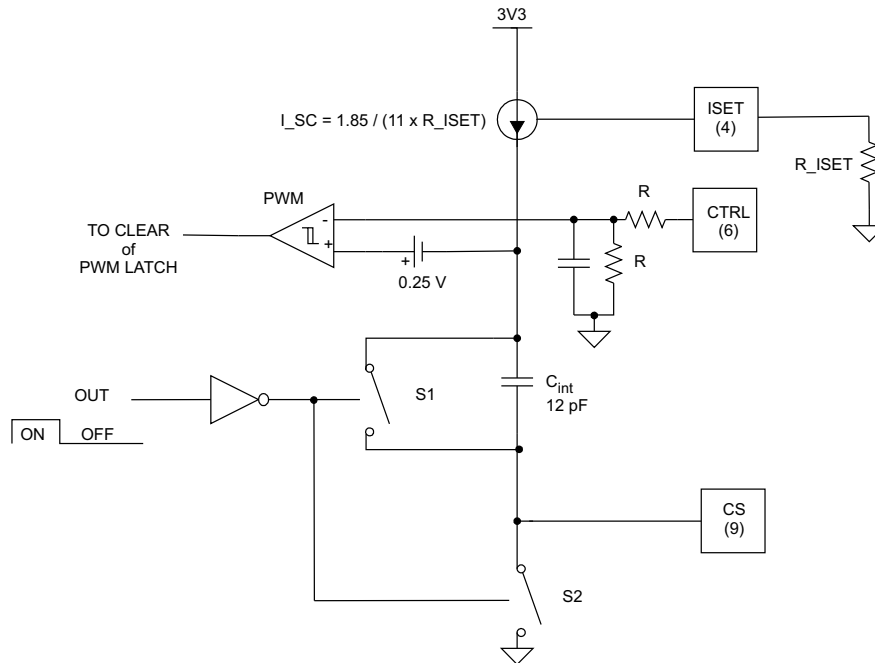 3V3
I_SC = 1.85 / (11 x R_ISET)
ISET
(4)
R_ISET
PWM
R
CTRL
(6)
-
+
TO CLEAR
of
PWM LATCH
+
0.25 V
R
OUT
S1
C_int
12 pF
ON
OFF
CS
(9)
S2